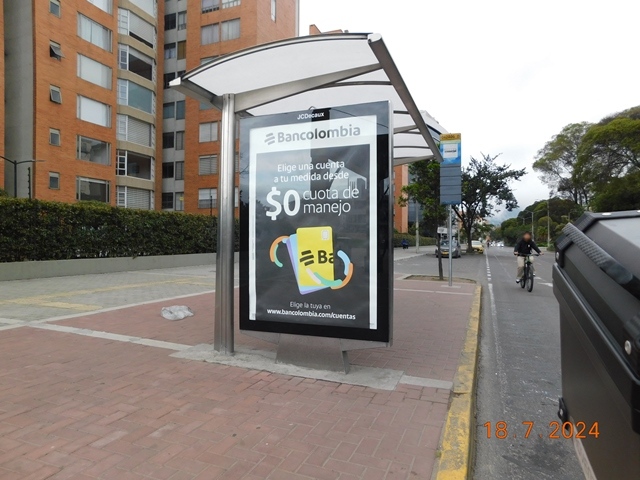 JCDecaux
Bancolombia
Elige una cuenta
a tu medida desde
$0 cuota de
manejo
Ba
Elige la tuya en
www.bancolombia.com/cuentas
18.7.2024